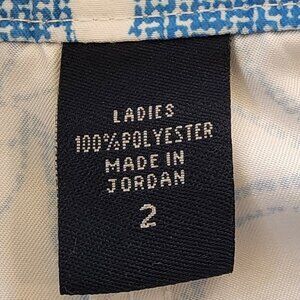 LADIES
100%POLYESTER
MADE IN
JORDAN
2